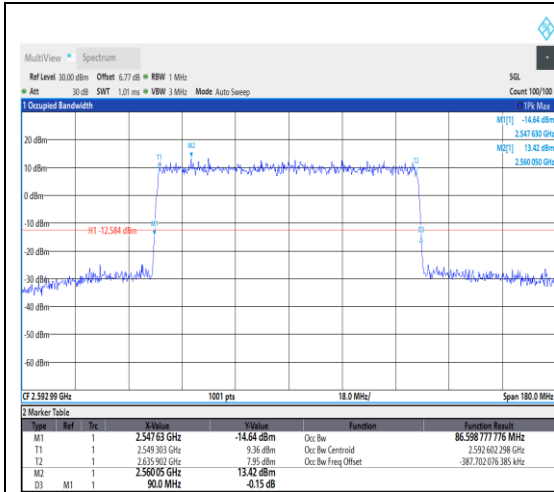 MultiView Spectrum
Ref Level 30.00 dBm Offset 6.77 dB RBW 1 MHz SGL
Att 30 dB SWT 1.01 ms VBW 3 MHz Mode Auto Sweep Count 100/100
1 Occupied Bandwidth 1Pk Max
M1[1] -14.64 dBm
2.547 630 GHz
M2[1] 13.42 dBm
2.560 050 GHz
20 dBm
M2
T1
T2
10 dBm
0 dBm
-10 dBm
M1
D3
H1 -12.584 dBm
-20 dBm
-30 dBm
-40 dBm
-50 dBm
-60 dBm
CF 2.592 99 GHz 1001 pts 18.0 MHz/ Span 180.0 MHz
2 Marker Table
Type Ref Trc X-Value Y-Value Function Function Result
M1 1 2.547 63 GHz -14.64 dBm Occ Bw 86.598 777 776 MHz
T1 1 2.549 303 GHz 9.36 dBm Occ Bw Centroid 2.592 602 298 GHz
T2 1 2.635 902 GHz 7.95 dBm Occ Bw Freq Offset -387.702 076 385 kHz
M2 1 2.560 05 GHz 13.42 dBm
D3 M1 1 90.0 MHz -0.15 dB